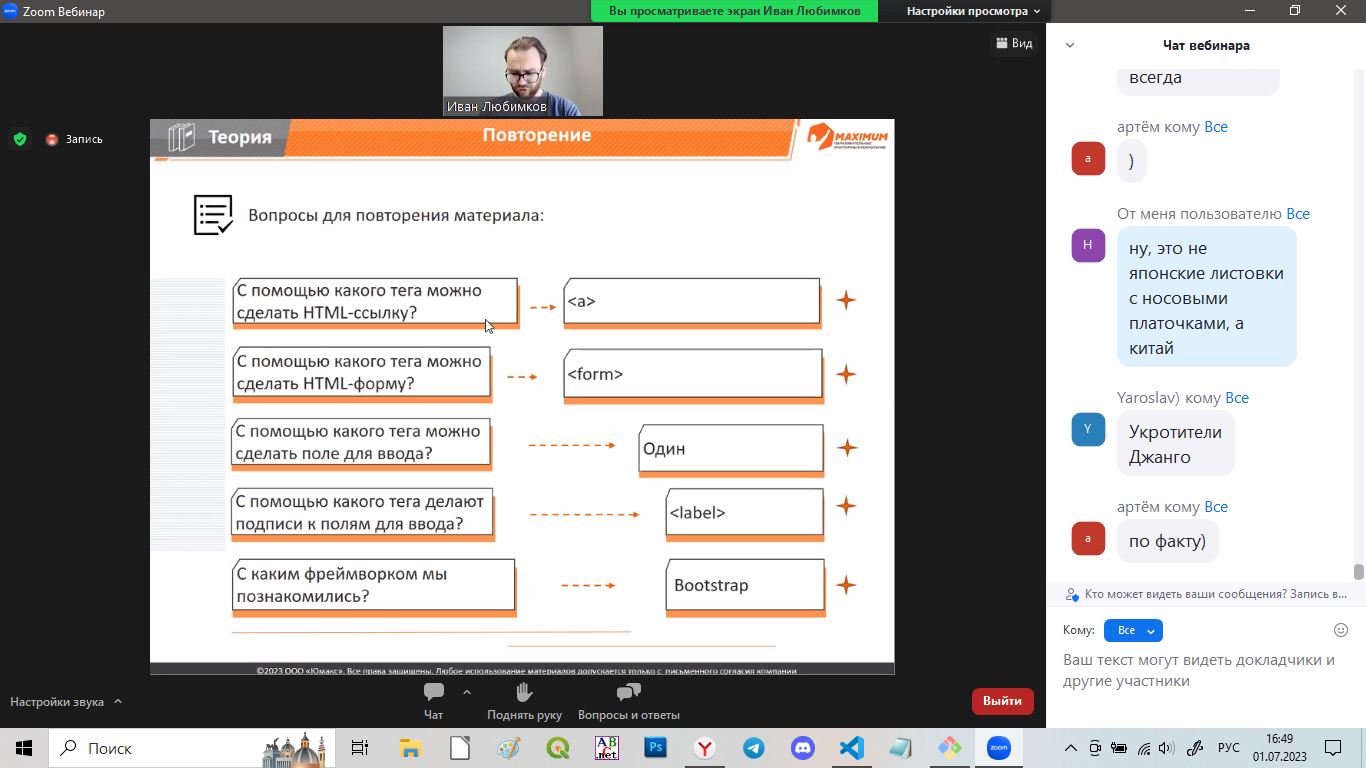 Zoom Вебинар
Вы просматриваете экран Иван Любимков
Настройки просмотра
Вид
Запись
Иван Любимков
Теория
Повторение
MAXIMUM
Вопросы для повторения материала:
С помощью какого тега можно
сделать HTML-ссылку?
<a>
С помощью какого тега можно
сделать HTML-форму?
<form>
С помощью какого тега можно
сделать поле для ввода?
Один
С помощью какого тега делают
подписи к полям для ввода?
<label>
С каким фреймворком мы
познакомились?
Bootstrap
©2023 ООО «Юмакс». Все права защищены. Любое использование материалов допускается только с письменного согласия компании
Настройки звука
Чат
Поднять руку
Вопросы и ответы
Выйти
Чат вебинара
всегда
артём кому Все
а
)
От меня пользователю Все
Н
ну, это не
японские листовки
с носовыми
платочками, а
китай
Yaroslav) кому Все
Y
Укротители
Джанго
артём кому Все
а
по факту)
Кто может видеть ваши сообщения? Запись в...
Кому:
Все
Ваш текст могут видеть докладчики и
другие участники
Поиск
ABC
.net
Ps
zoom
РУС
16:49
01.07.2023